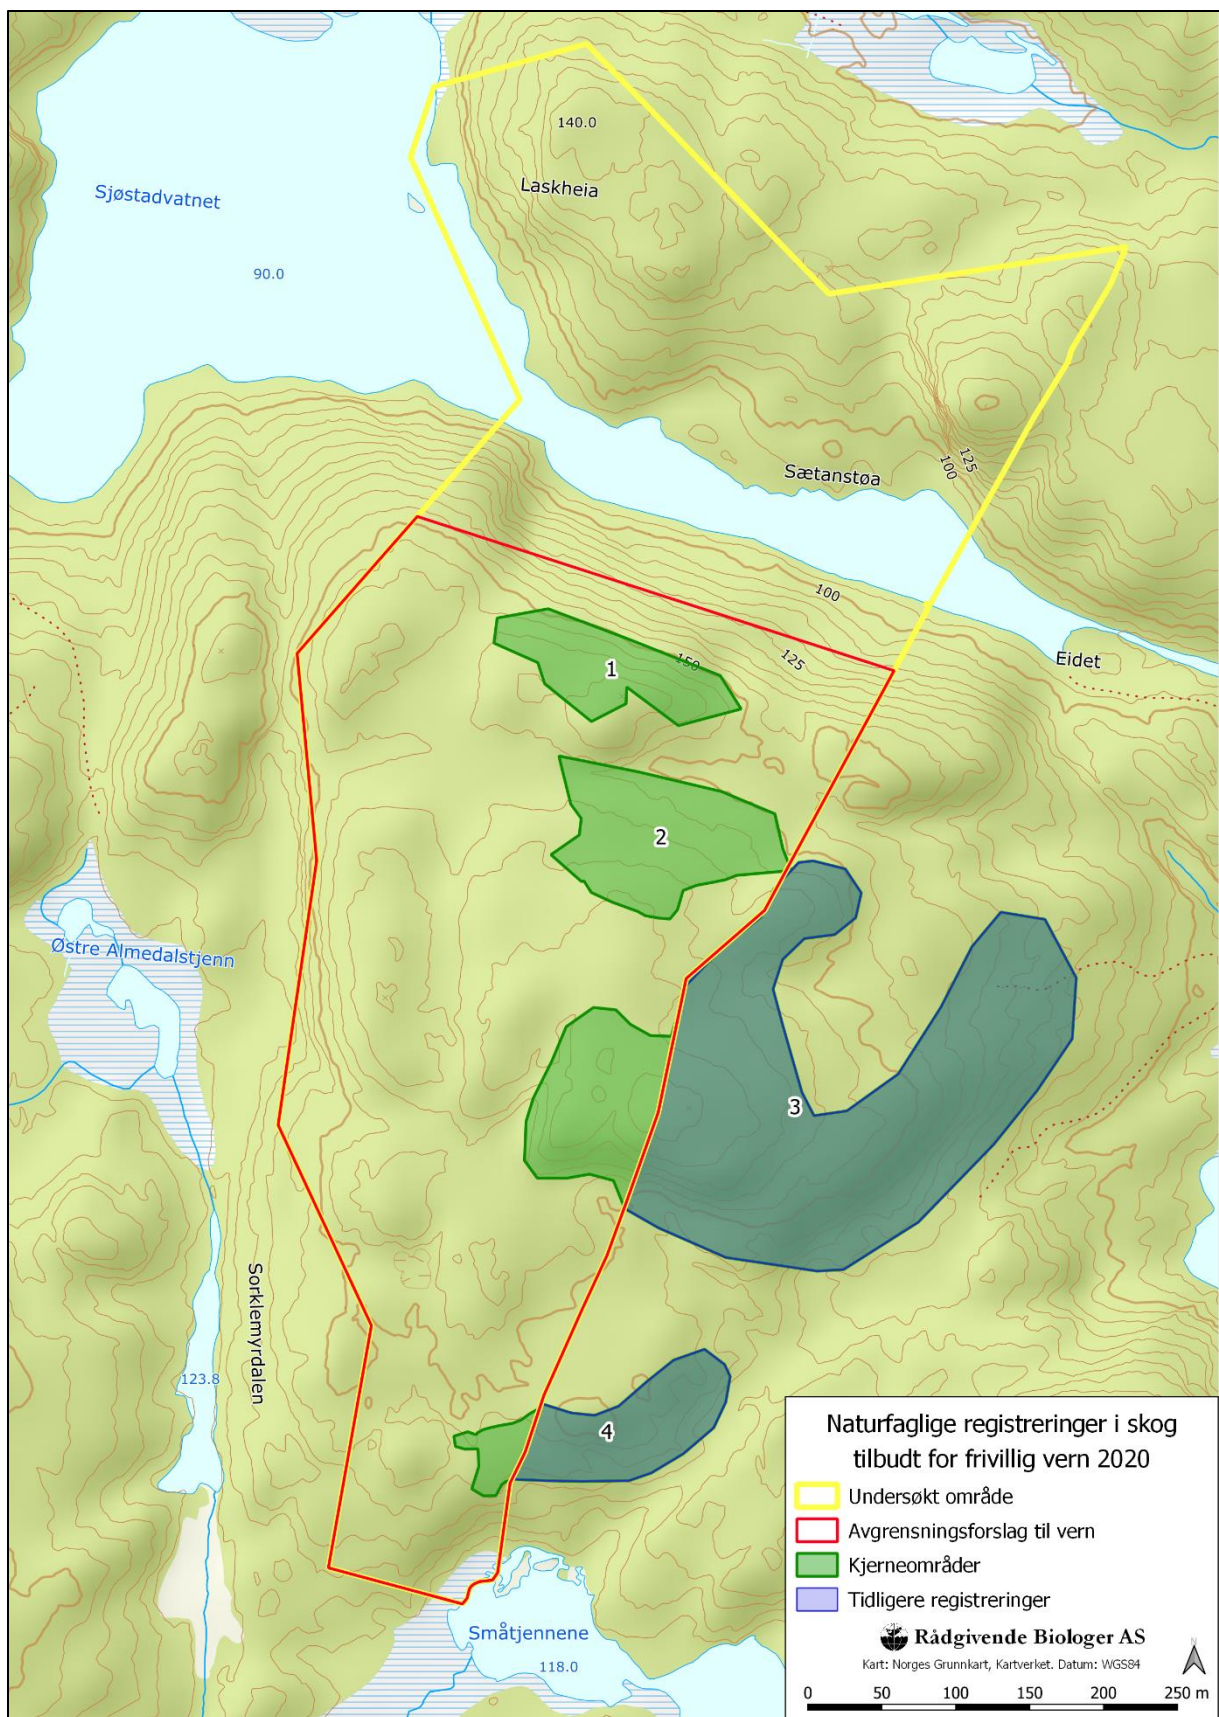 140.0
Laskheia
Sjøstadvatnet
90.0
125
100
Sætanstøa
100
Eidet
125
150
1
2
Østre Almedalstjenn
3
Sorklemyrdalen
123.8
4
Småtjennene
118.0
Naturfaglige registreringer i skog
tilbudt for frivillig vern 2020
Undersøkt område
Avgrensningsforslag til vern
Kjerneområder
Tidligere registreringer
Rådgivende Biologer AS
Kart: Norges Grunnkart, Kartverket. Datum: WGS84
N
0 50 100 150 200 250 m